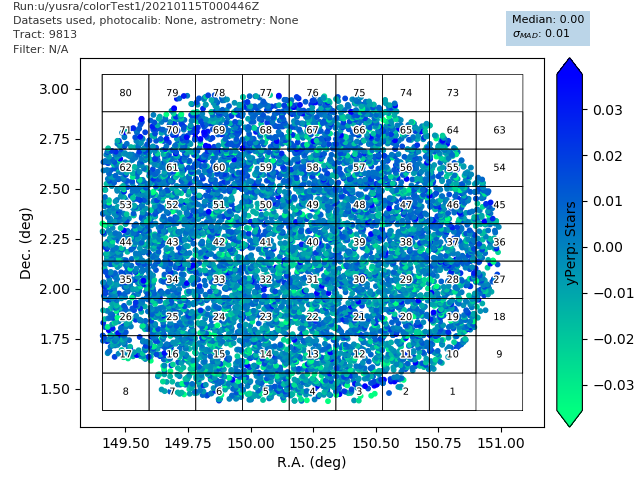 Run:u/yusra/colorTest1/20210115T000446Z
Datasets used, photocalib: None, astrometry: None
Tract: 9813
Filter: N/A
Median: 0.00
σMAD: 0.01
80 79 78 77 76 75 74 73
71 70 69 68 67 66 65 64 63
62 61 60 59 58 57 56 55 54
53 52 51 50 49 48 47 46 45
44 43 42 41 40 39 38 37 36
35 34 33 32 31 30 29 28 27
26 25 24 23 22 21 20 19 18
17 16 15 14 13 12 11 10 9
8 7 6 5 4 3 2 1
3.00
2.75
2.50
2.25
2.00
1.75
1.50
Dec. (deg)
149.50 149.75 150.00 150.25 150.50 150.75 151.00
R.A. (deg)
0.03
0.02
0.01
0.00
−0.01
−0.02
−0.03
yPerp: Stars